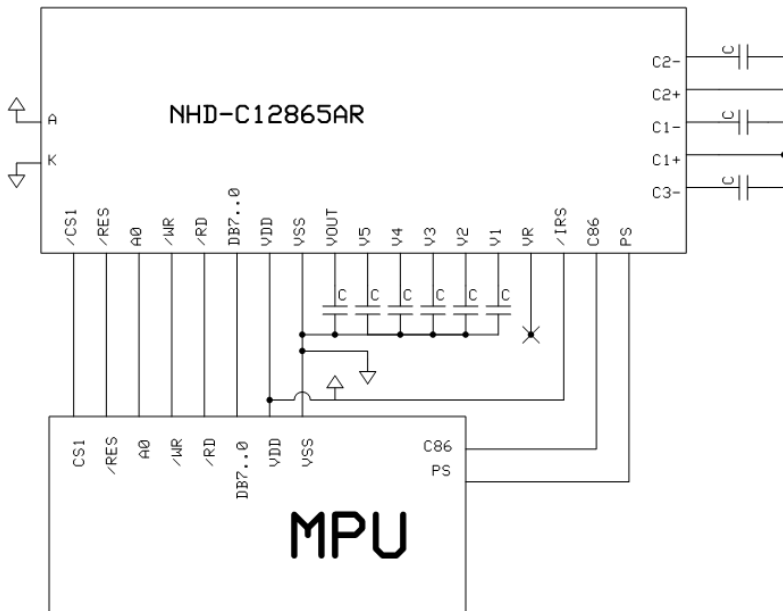 C2-
C
C2+
NHD-C12865AR
A
C1-
C
K
C1+
C3-
C
/CS1
/RES
A0
/WR
/RD
DB7..0
VDD
VSS
VOUT
V5
V4
V3
V2
V1
VR
/IRS
C86
PS
C C C C C C
CS1
/RES
A0
/WR
/RD
DB7..0
VDD
VSS
C86
PS
MPU